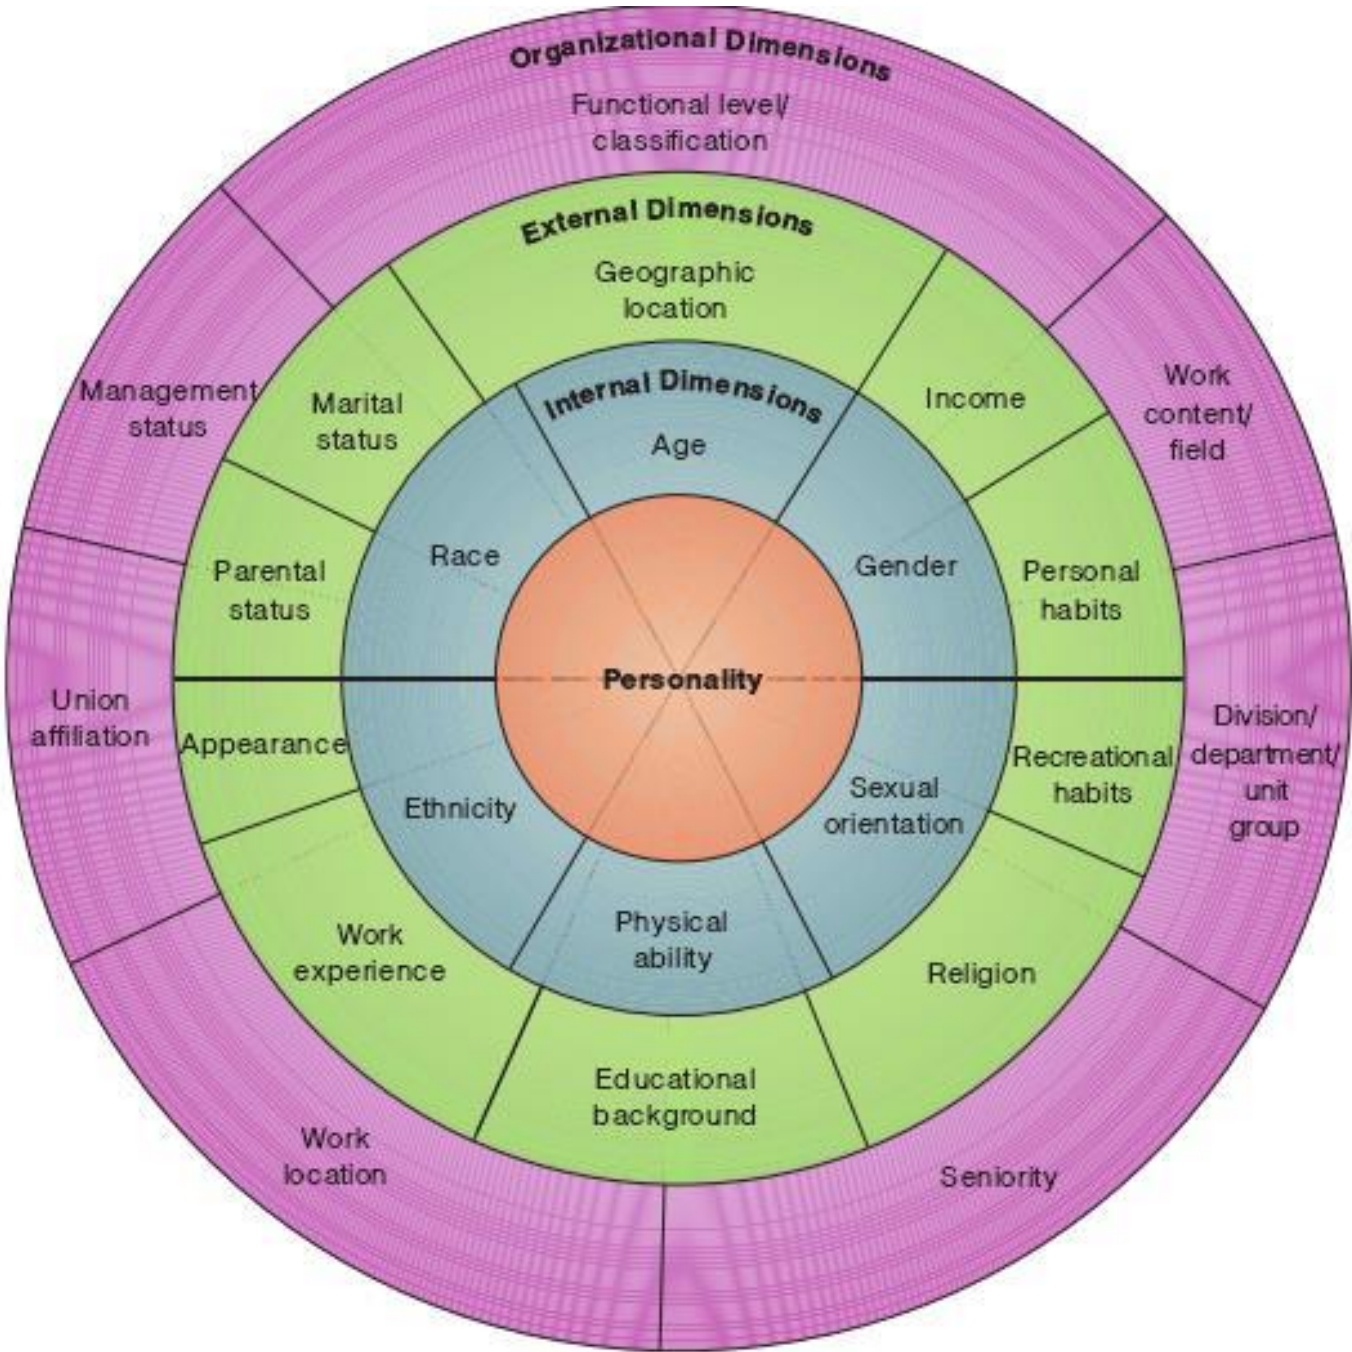 Organizational Dimensions
Functional level/
classification
External Dimensions
Geographic
location
Internal Dimensions
Age
Personality
Work
content/
field
Division/
department/
unit
group
Seniority
Work
location
Union
affiliation
Management
status
Income
Personal
habits
Recreational
habits
Religion
Educational
background
Work
experience
Appearance
Parental
status
Marital
status
Gender
Sexual
orientation
Physical
ability
Ethnicity
Race